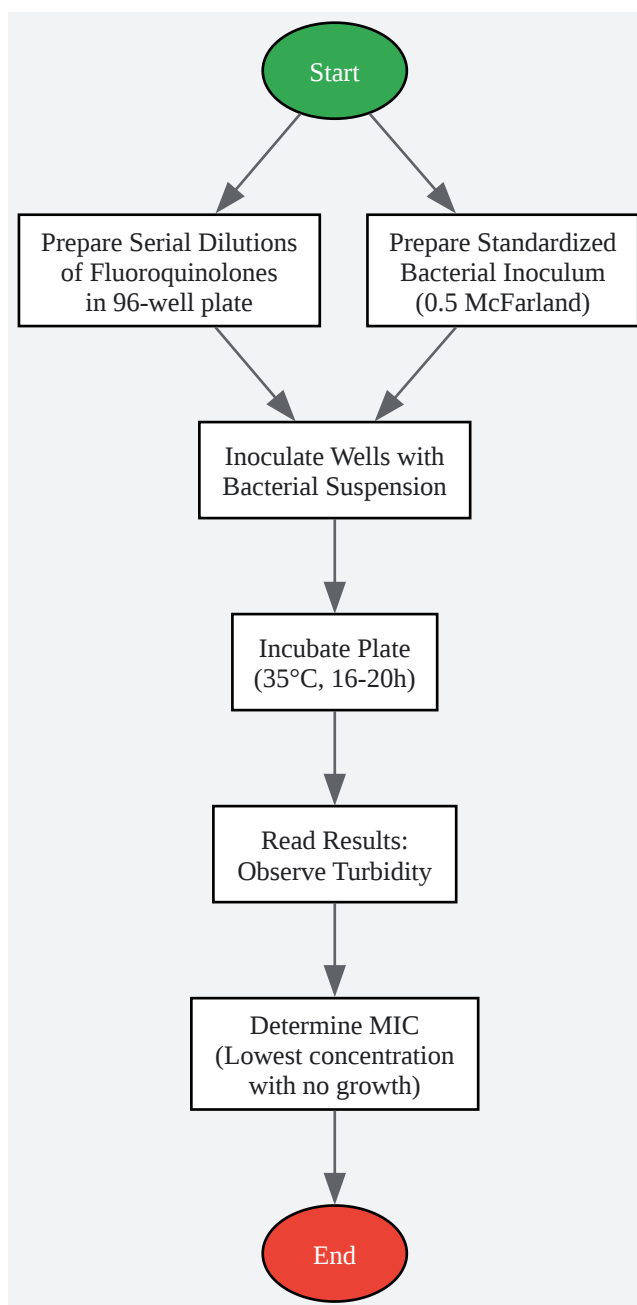 Start
Prepare Serial Dilutions
of Fluoroquinolones
in 96-well plate
Prepare Standardized
Bacterial Inoculum
(0.5 McFarland)
Inoculate Wells with
Bacterial Suspension
Incubate Plate
(35°C, 16-20h)
Read Results:
Observe Turbidity
Determine MIC
(Lowest concentration
with no growth)
End